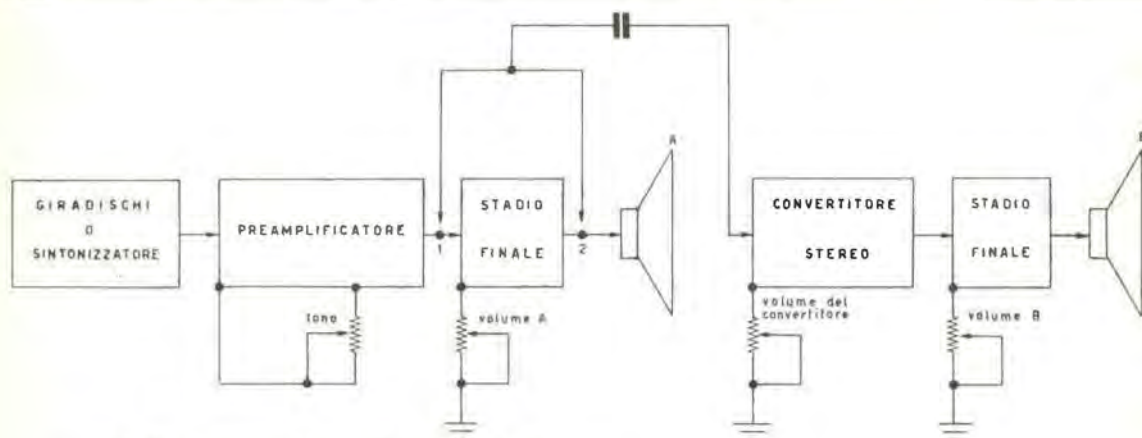 A
GIRADISCHI
O
SINTONIZZATORE
PREAMPLIFICATORE
1
STADIO
FINALE
2
CONVERTITORE
STEREO
STADIO
FINALE
tono
volume A
volume del
convertitore
volume B